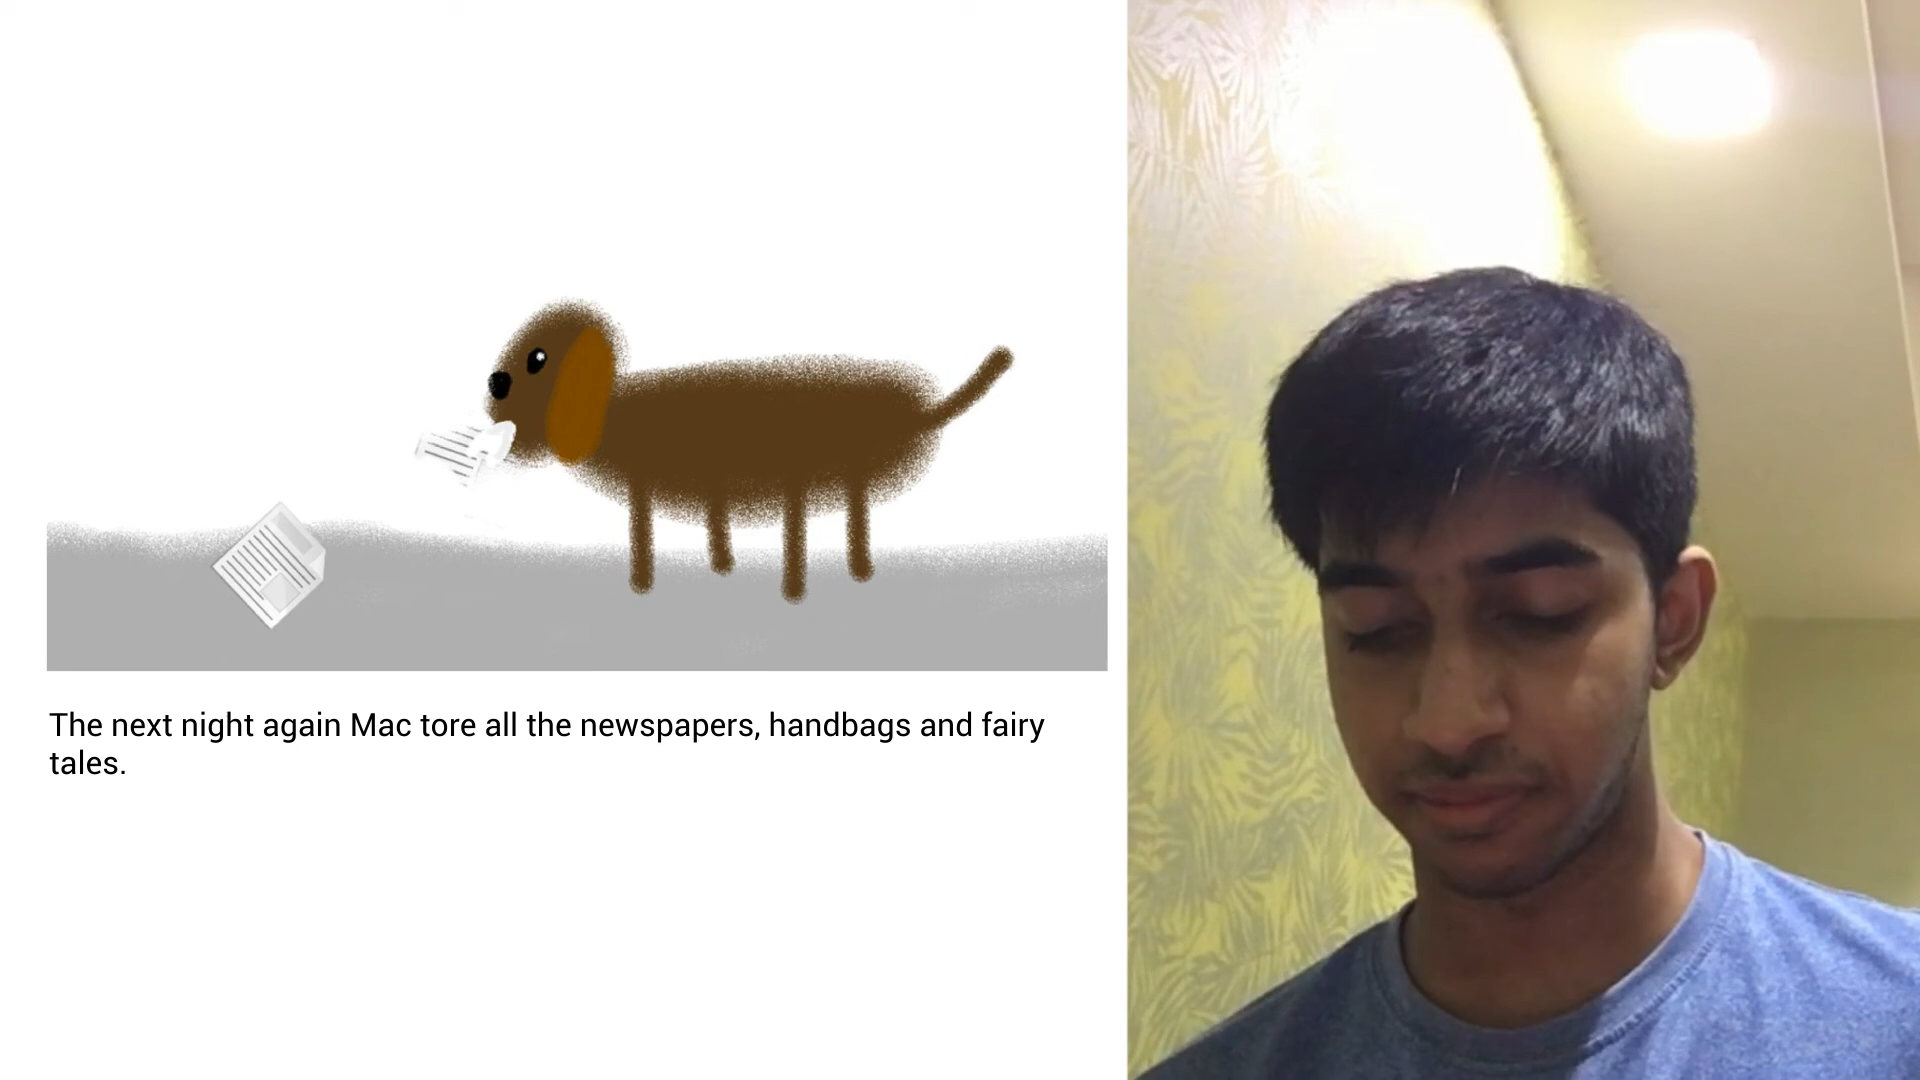 The next night again Mac tore all the newspapers, handbags and fairy
tales.